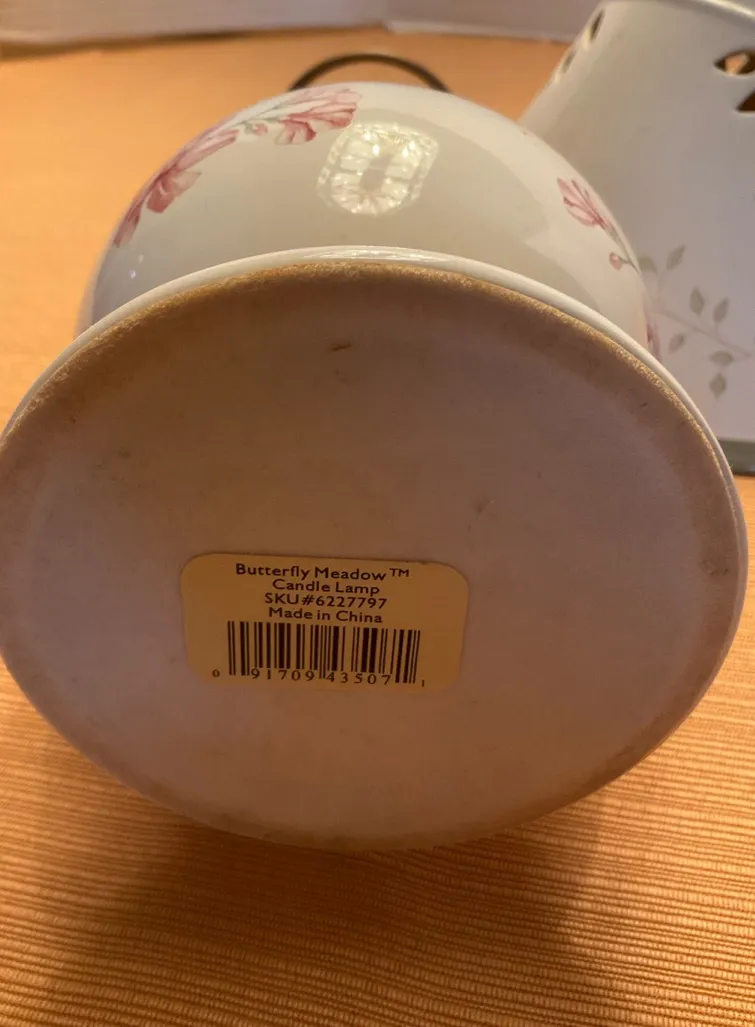 Butterfly Meadow™
Candle Lamp
SKU#6227797
Made in China
0 91709 43507 1